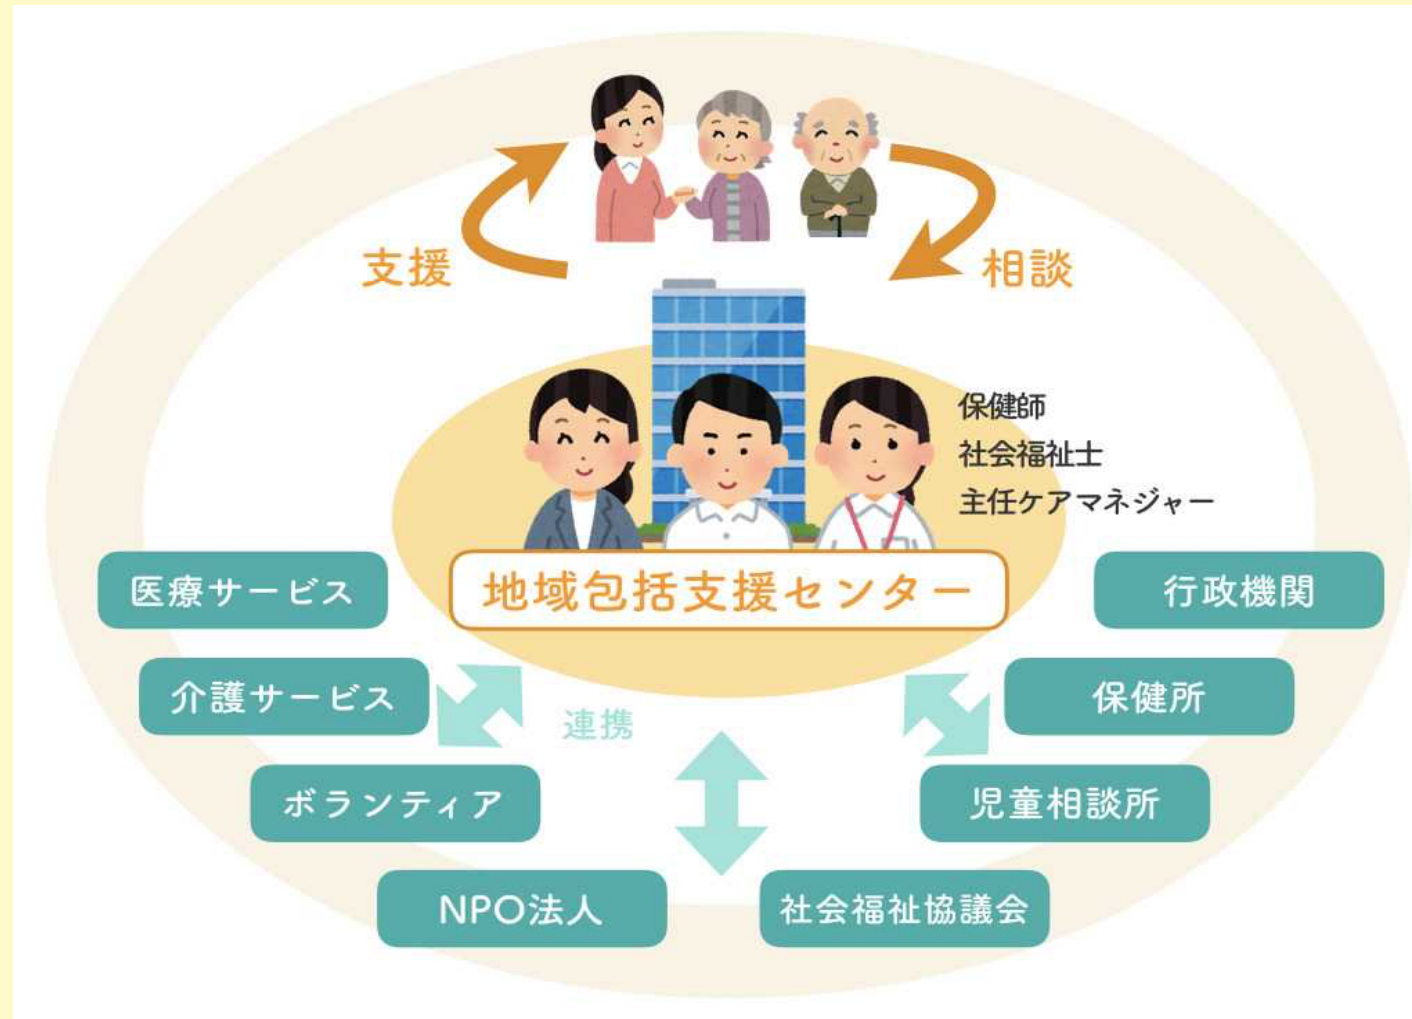 支援
相談
保健師
社会福祉士
主任ケアマネジャー
地域包括支援センター
医療サービス
行政機関
介護サービス
保健所
連携
ボランティア
児童相談所
NPO法人
社会福祉協議会